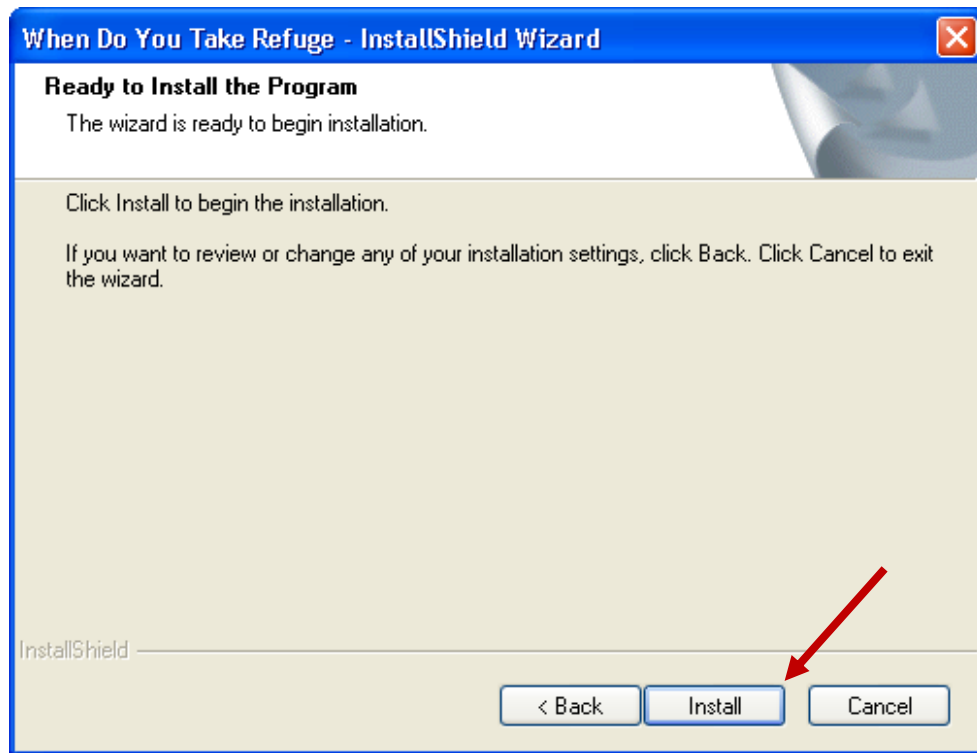 When Do You Take Refuge - InstallShield Wizard
Ready to Install the Program
The wizard is ready to begin installation.
Click Install to begin the installation.
If you want to review or change any of your installation settings, click Back. Click Cancel to exit
the wizard.
InstallShield
< Back Install Cancel